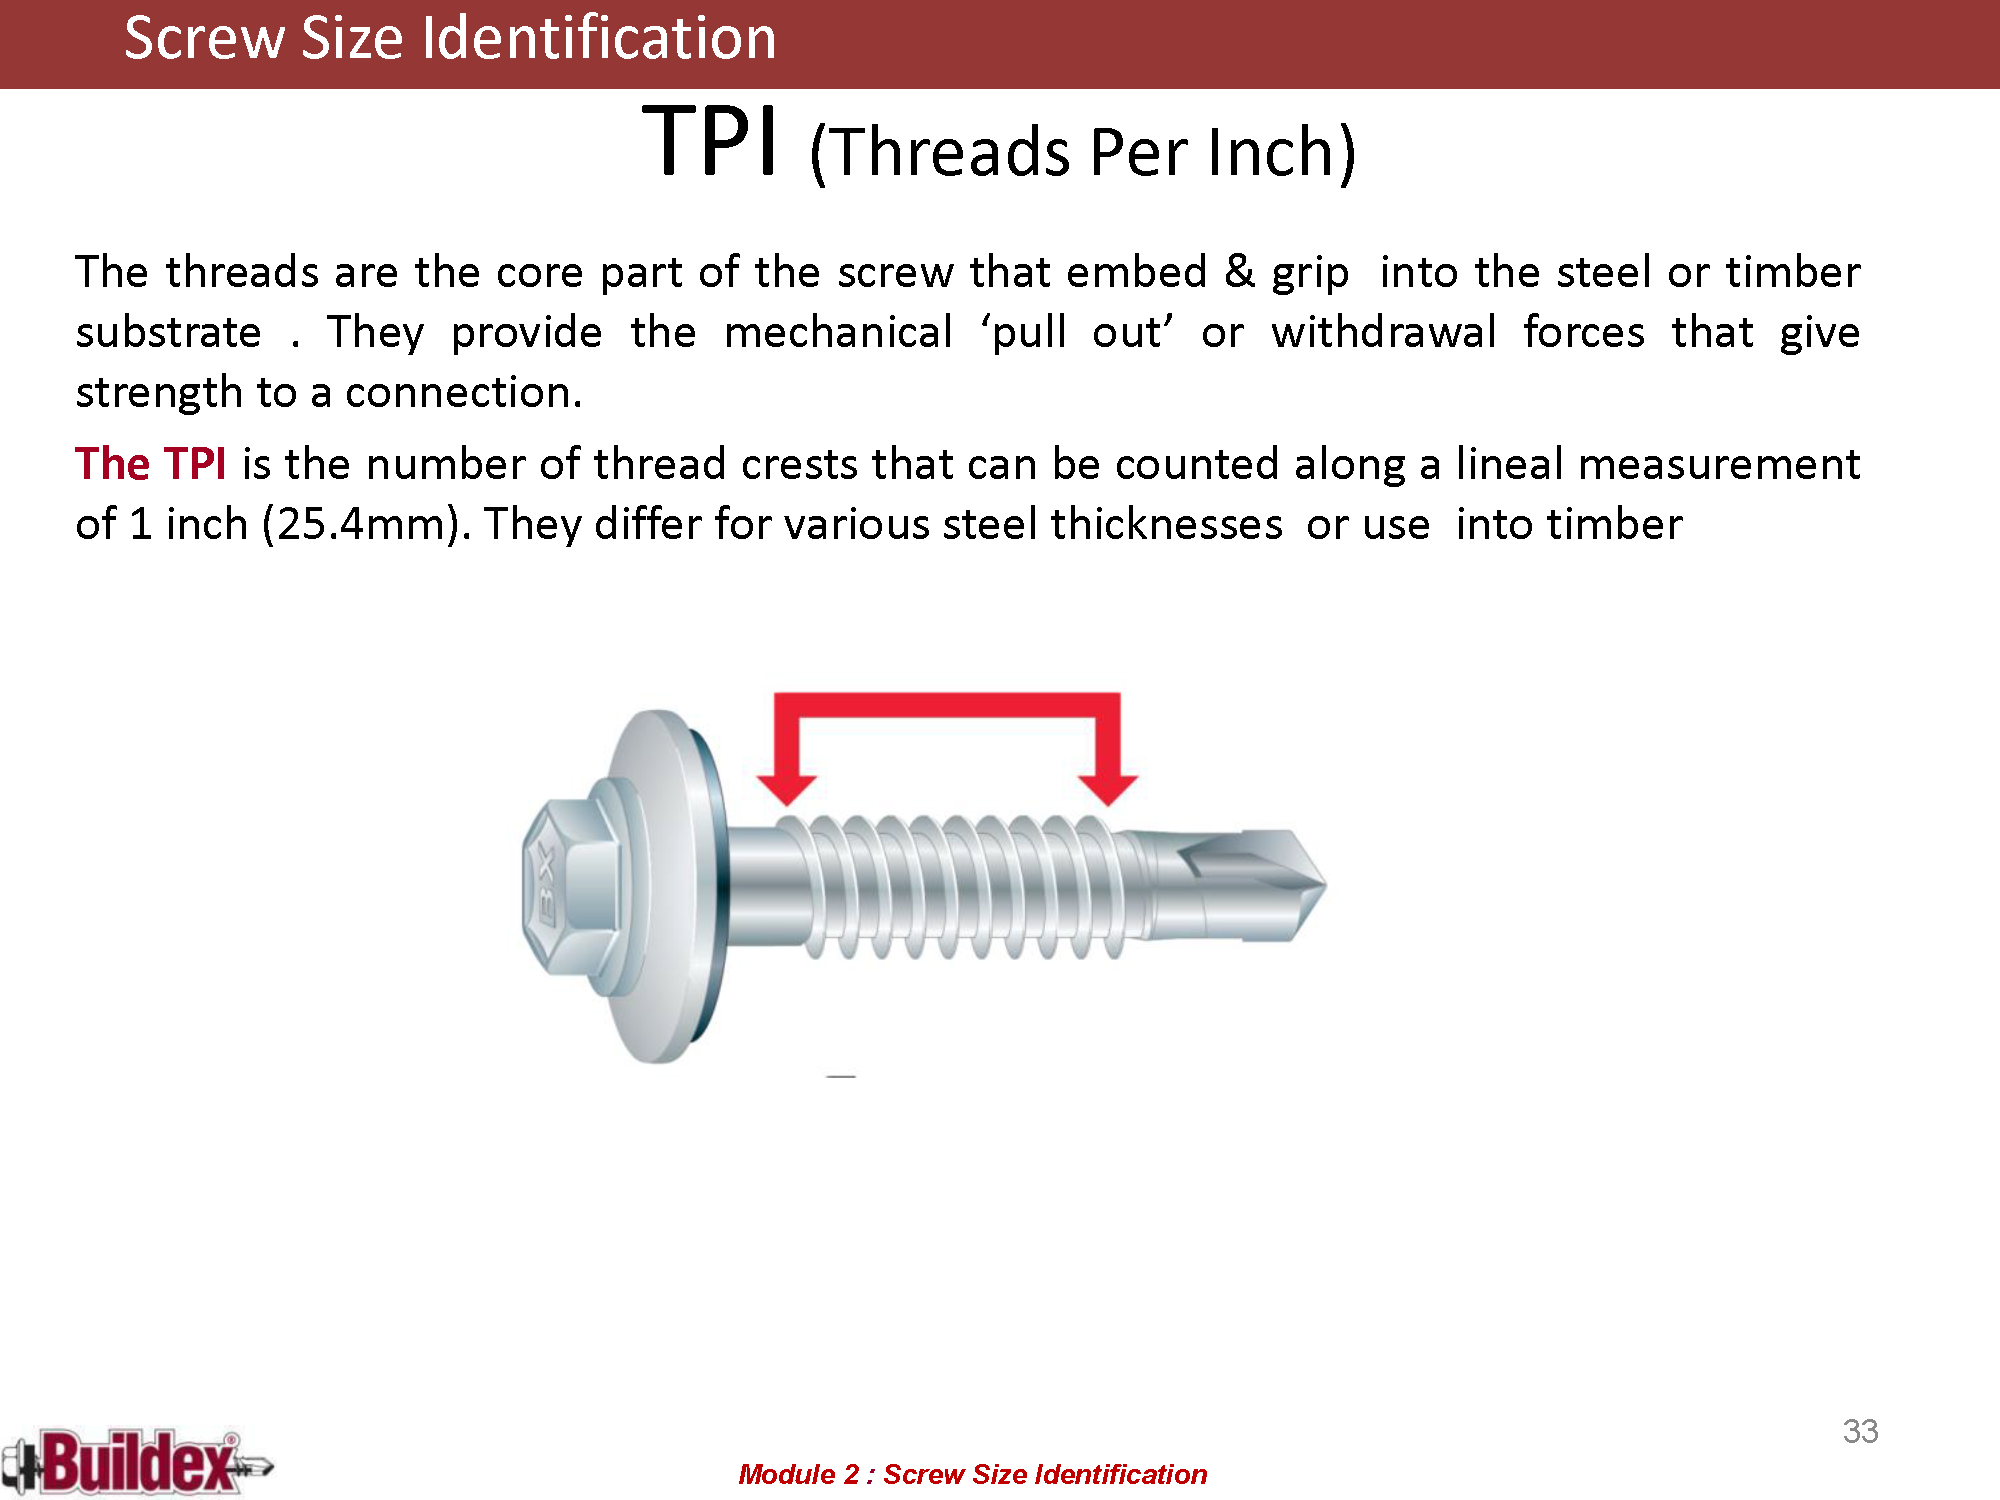 Screw Size Identification
TPI (Threads Per Inch)
The threads are the core part of the screw that embed & grip into the steel or timber
substrate . They provide the mechanical ‘pull out’ or withdrawal forces that give
strength to a connection.
The TPI is the number of thread crests that can be counted along a lineal measurement
of 1 inch (25.4mm). They differ for various steel thicknesses or use into timber
BX
33
Buildex®
Module 2 : Screw Size Identification